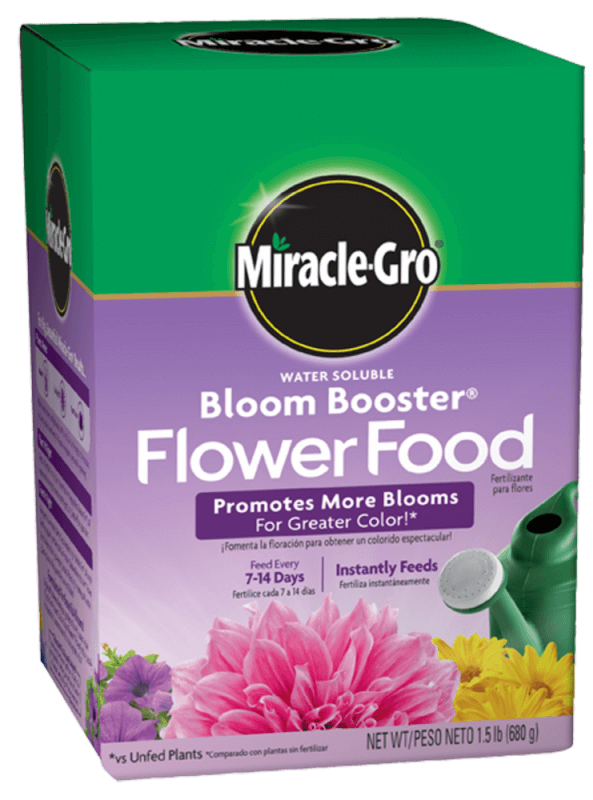 Miracle-Gro
Miracle-Gro®
Miracle-Gro
WATER SOLUBLE
Bloom Booster®
Flower Food
Fertilizante
para flores
Promotes More Blooms
For Greater Color!*
¡Fomenta la floración para obtener un colorido espectacular!
Feed Every
7-14 Days
Fertilice cada 7 a 14 días
Instantly Feeds
Fertiliza instantáneamente
NET WT/PESO NETO 1.5 lb (680 g)
*vs Unfed Plants *Comparado con plantas sin fertilizar